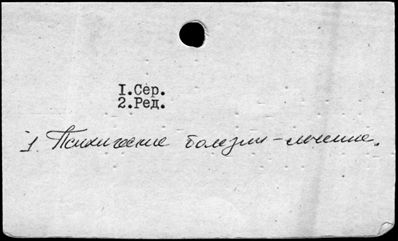 I.Сер.
2.Ред.
1. Психические болезни - лечение.